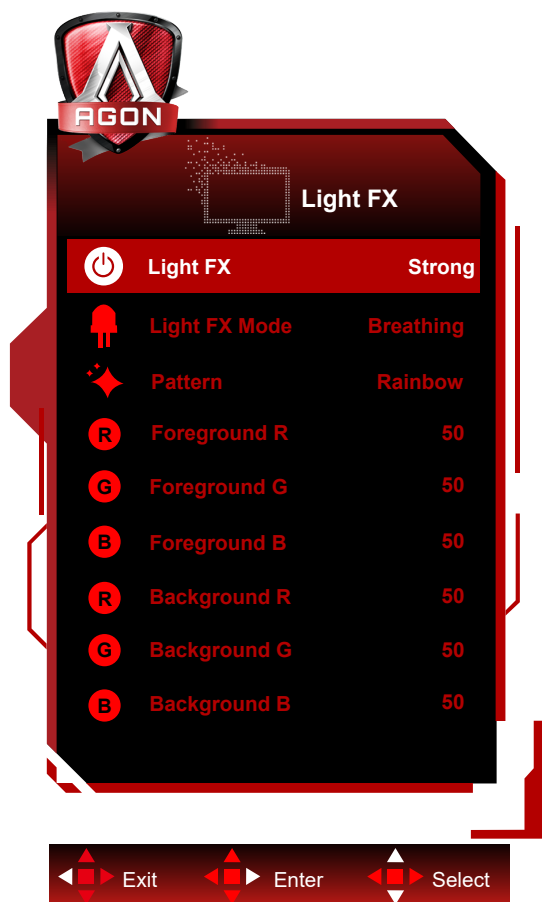 AGON
Light FX
Light FX Strong
Light FX Mode Breathing
Pattern Rainbow
R Foreground R 50
G Foreground G 50
B Foreground B 50
R Background R 50
G Background G 50
B Background B 50
Exit Enter Select